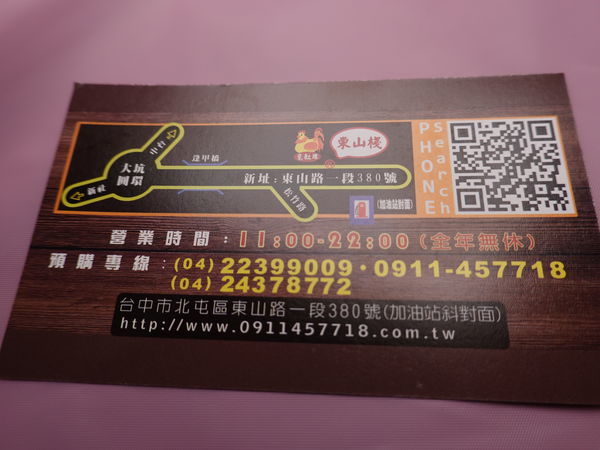 中台
大坑
圓環
新社
逢甲橋
東山棧
新址:東山路一段380號
松竹路
(加油站對面)
PHONE
Search
營業時間:11:00-22:00(全年無休)
預購專線:(04)22399009·0911-457718
(04)24378772
台中市北屯區東山路一段380號(加油站斜對面)
http://www.0911457718.com.tw